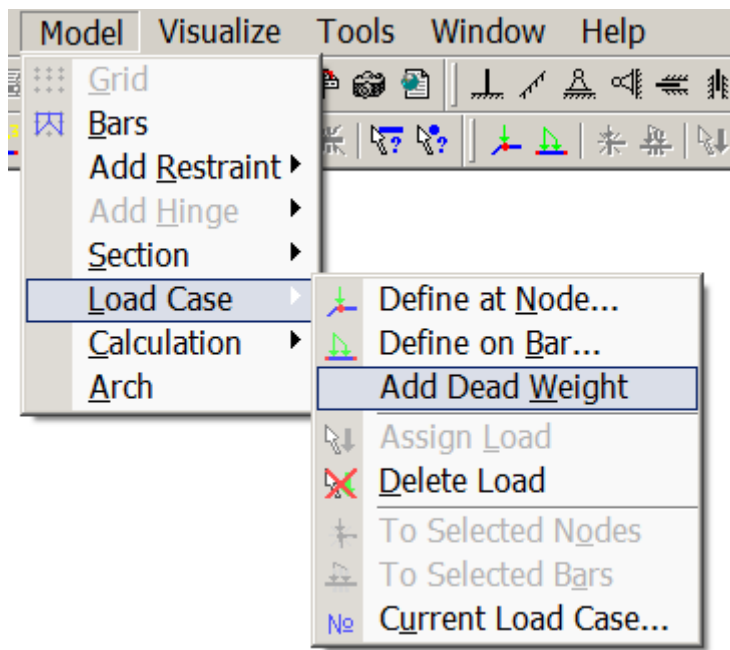 Model Visualize Tools Window Help
Grid
Bars
Add Restraint
Add Hinge
Section
Load Case
Calculation
Arch
Define at Node...
Define on Bar...
Add Dead Weight
Assign Load
Delete Load
To Selected Nodes
To Selected Bars
№ Current Load Case...